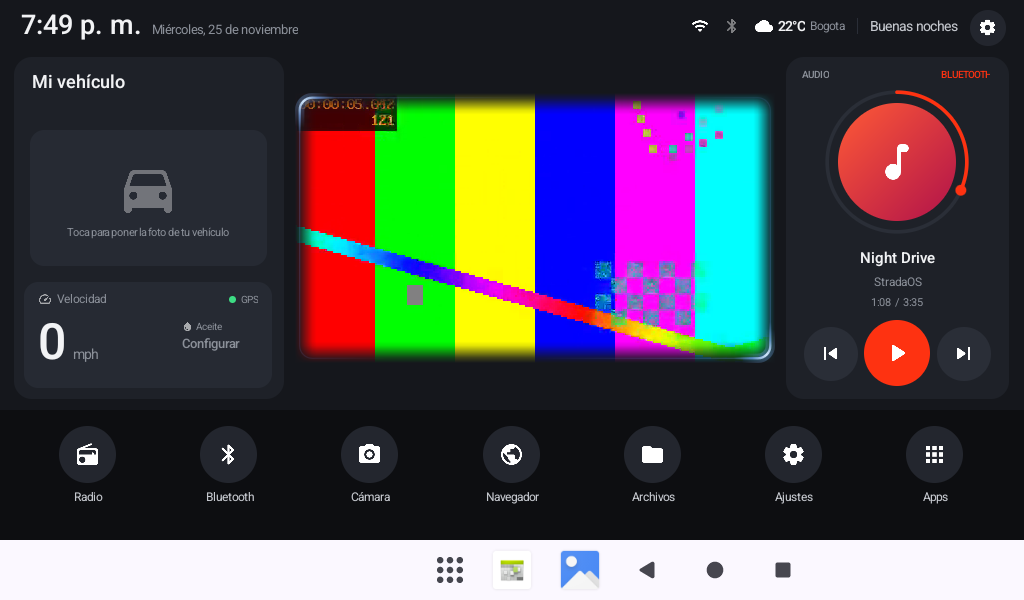 7:49 p. m. Miércoles, 25 de noviembre
22°C Bogota
Buenas noches
Mi vehículo
Toca para poner la foto de tu vehículo
Velocidad
GPS
0 mph
Aceite
Configurar
121
AUDIO
BLUETOOTH
Night Drive
StradaOS
1:08 / 3:35
Radio
Bluetooth
Cámara
Navegador
Archivos
Ajustes
Apps